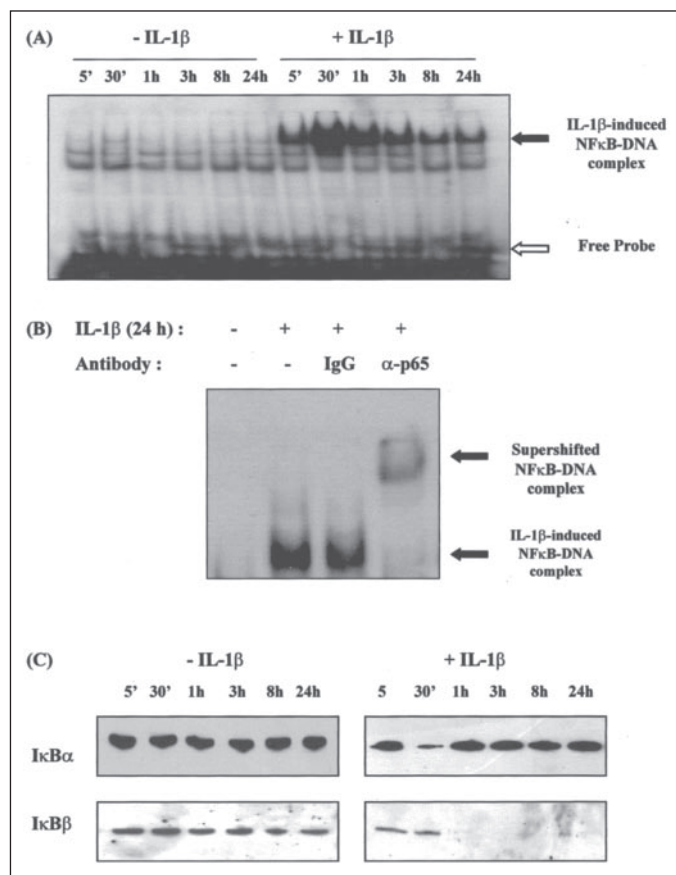 (A) - IL-1β + IL-1β
5' 30' 1h 3h 8h 24h 5' 30' 1h 3h 8h 24h
IL-1β-induced
NFκB-DNA
complex
Free Probe
(B) IL-1β (24 h) : - + + +
Antibody : - - IgG α-p65
Supershifted
NFκB-DNA
complex
IL-1β-induced
NFκB-DNA
complex
(C) - IL-1β + IL-1β
5' 30' 1h 3h 8h 24h 5 30' 1h 3h 8h 24h
IκBα
IκBβ